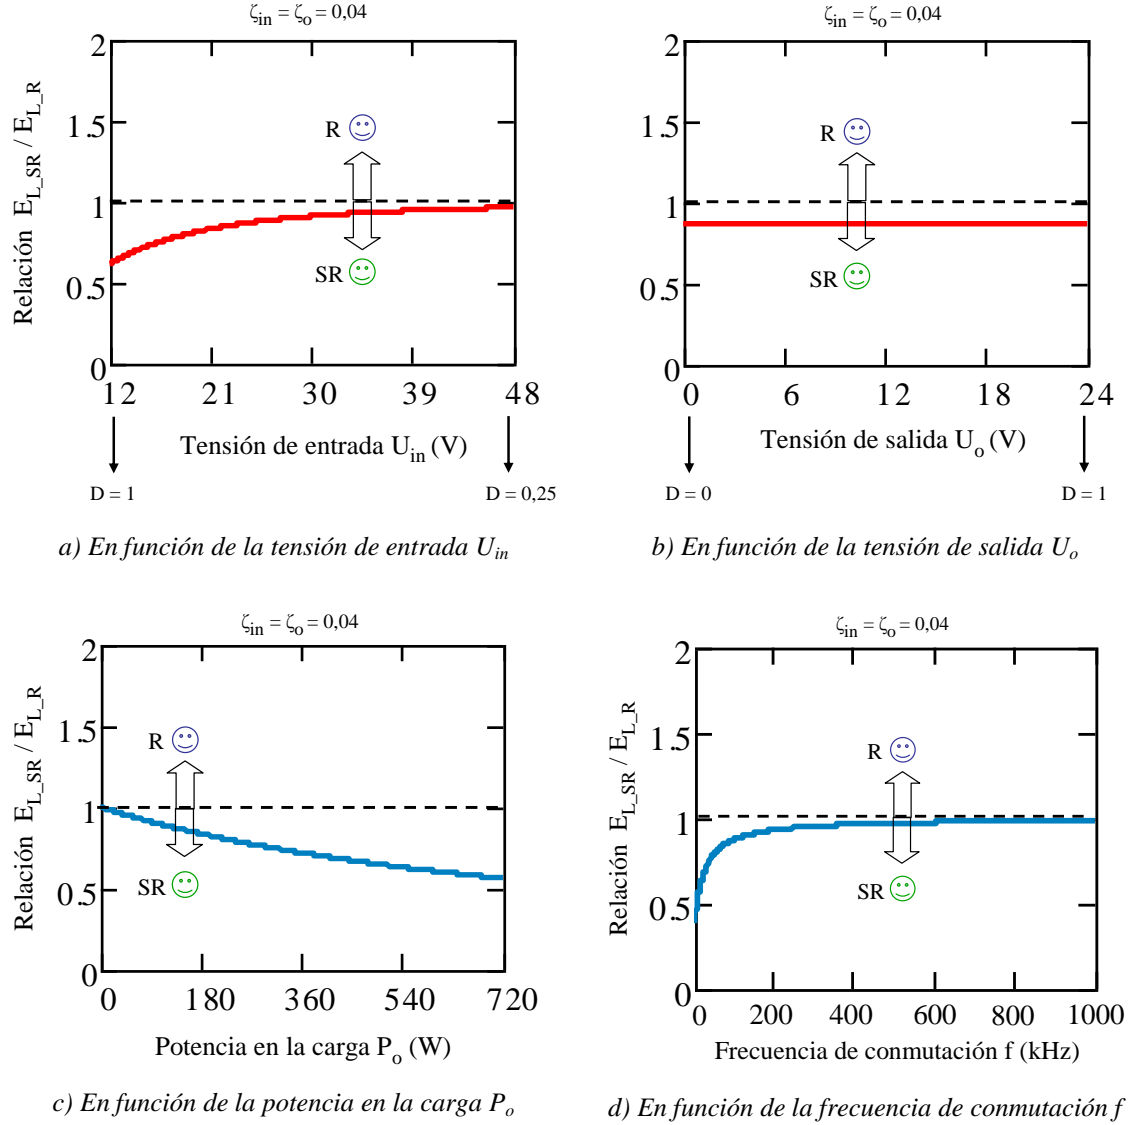 ζin = ζo = 0,04
Relación E L_SR / E L_R
2
1.5
1
0.5
0
R
SR
12 21 30 39 48
Tensión de entrada Uin (V)
D = 1 D = 0,25
a) En función de la tensión de entrada Uin
ζin = ζo = 0,04
2
1.5
1
0.5
0
R
SR
0 6 12 18 24
Tensión de salida Uo (V)
D = 0 D = 1
b) En función de la tensión de salida Uo
ζin = ζo = 0,04
Relación E L_SR / E L_R
2
1.5
1
0.5
0
R
SR
0 180 360 540 720
Potencia en la carga Po (W)
c) En función de la potencia en la carga Po
ζin = ζo = 0,04
Relación E L_SR / E L_R
2
1.5
1
0.5
0
R
SR
0 200 400 600 800 1000
Frecuencia de conmutación f (kHz)
d) En función de la frecuencia de conmutación f